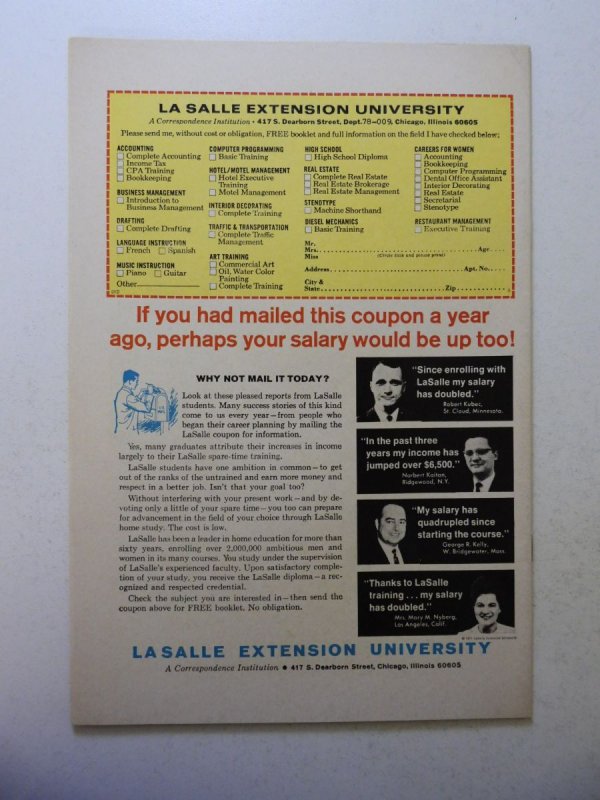 LA SALLE EXTENSION UNIVERSITY
A Correspondence Institution • 417 S. Dearborn Street, Dept. 78-009, Chicago, Illinois 60605
Please send me, without cost or obligation, FREE booklet and full information on the field I have checked below:
ACCOUNTING
Complete Accounting
Income Tax
CPA Training
Bookkeeping
BUSINESS MANAGEMENT
Introduction to
Business Management
DRAFTING
Complete Drafting
LANGUAGE INSTRUCTION
French Spanish
MUSIC INSTRUCTION
Piano Guitar
Other
COMPUTER PROGRAMMING
Basic Training
HOTEL/MOTEL MANAGEMENT
Hotel Executive
Training
Motel Management
INTERIOR DECORATING
Complete Training
TRAFFIC & TRANSPORTATION
Complete Traffic
Management
ART TRAINING
Commercial Art
Oil, Water Color
Painting
Complete Training
HIGH SCHOOL
High School Diploma
REAL ESTATE
Complete Real Estate
Real Estate Brokerage
Real Estate Management
STENOTYPE
Machine Shorthand
DIESEL MECHANICS
Basic Training
CAREERS FOR WOMEN
Accounting
Bookkeeping
Computer Programming
Dental Office Assistant
Interior Decorating
Real Estate
Secretarial
Stenotype
RESTAURANT MANAGEMENT
Executive Training
Mr.
Mrs. Age
Miss (Circle title and please print)
Address Apt. No.
City &
State Zip
If you had mailed this coupon a year
ago, perhaps your salary would be up too!
WHY NOT MAIL IT TODAY?
Look at these pleased reports from LaSalle
students. Many success stories of this kind
come to us every year—from people who
began their career planning by mailing the
LaSalle coupon for information.
Yes, many graduates attribute their increases in income
largely to their LaSalle spare-time training.
LaSalle students have one ambition in common—to get
out of the ranks of the untrained and earn more money and
respect in a better job. Isn't that your goal too?
Without interfering with your present work—and by de-
voting only a little of your spare time—you too can prepare
for advancement in the field of your choice through LaSalle
home study. The cost is low.
LaSalle has been a leader in home education for more than
sixty years, enrolling over 2,000,000 ambitious men and
women in its many courses. You study under the supervision
of LaSalle's experienced faculty. Upon satisfactory comple-
tion of your study, you receive the LaSalle diploma—a rec-
ognized and respected credential.
Check the subject you are interested in—then send the
coupon above for FREE booklet. No obligation.
"Since enrolling with
LaSalle my salary
has doubled."
Robert Kubec,
St. Cloud, Minnesota.
"In the past three
years my income has
jumped over $6,500."
Norbert Kaitan,
Ridgewood, N.Y.
"My salary has
quadrupled since
starting the course."
George R. Kelly,
W. Bridgewater, Mass.
"Thanks to LaSalle
training...my salary
has doubled."
Mrs. Mary M. Nyberg,
Los Angeles, Calif.
LASALLE EXTENSION UNIVERSITY
A Correspondence Institution • 417 S. Dearborn Street, Chicago, Illinois 60605